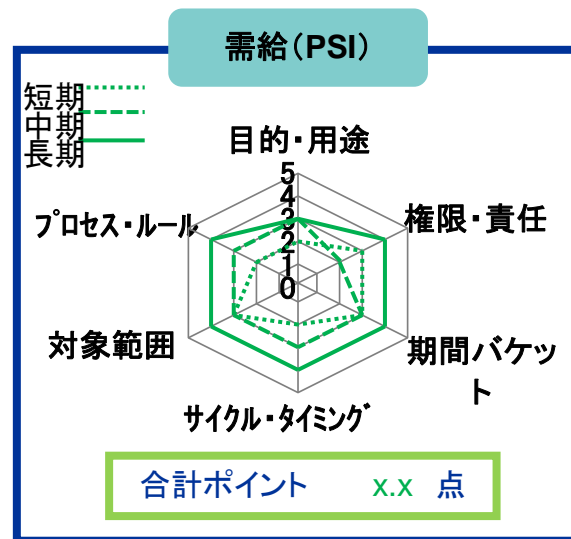 需給(PSI)
短期
中期
長期
目的・用途
5
4
3
2
1
0
プロセス・ルール
権限・責任
対象範囲
期間バケッ
ト
サイクル・タイミング
合計ポイント x.x 点